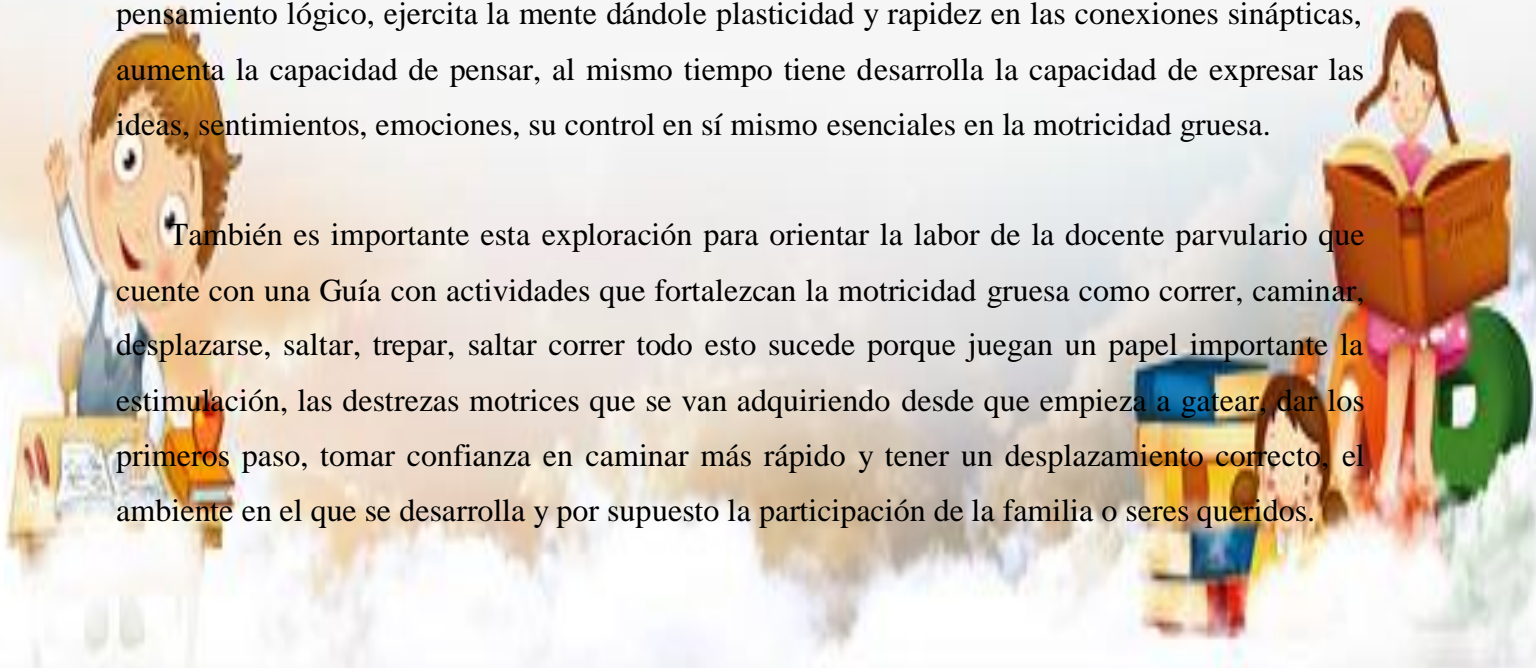 pensamiento lógico, ejercita la mente dándole plasticidad y rapidez en las conexiones sinápticas,
aumenta la capacidad de pensar, al mismo tiempo tiene desarrolla la capacidad de expresar las
ideas, sentimientos, emociones, su control en sí mismo esenciales en la motricidad gruesa.
También es importante esta exploración para orientar la labor de la docente parvulario que
cuente con una Guía con actividades que fortalezcan la motricidad gruesa como correr, caminar,
desplazarse, saltar, trepar, saltar correr todo esto sucede porque juegan un papel importante la
estimulación, las destrezas motrices que se van adquiriendo desde que empieza a gatear, dar los
primeros paso, tomar confianza en caminar más rápido y tener un desplazamiento correcto, el
ambiente en el que se desarrolla y por supuesto la participación de la familia o seres queridos.